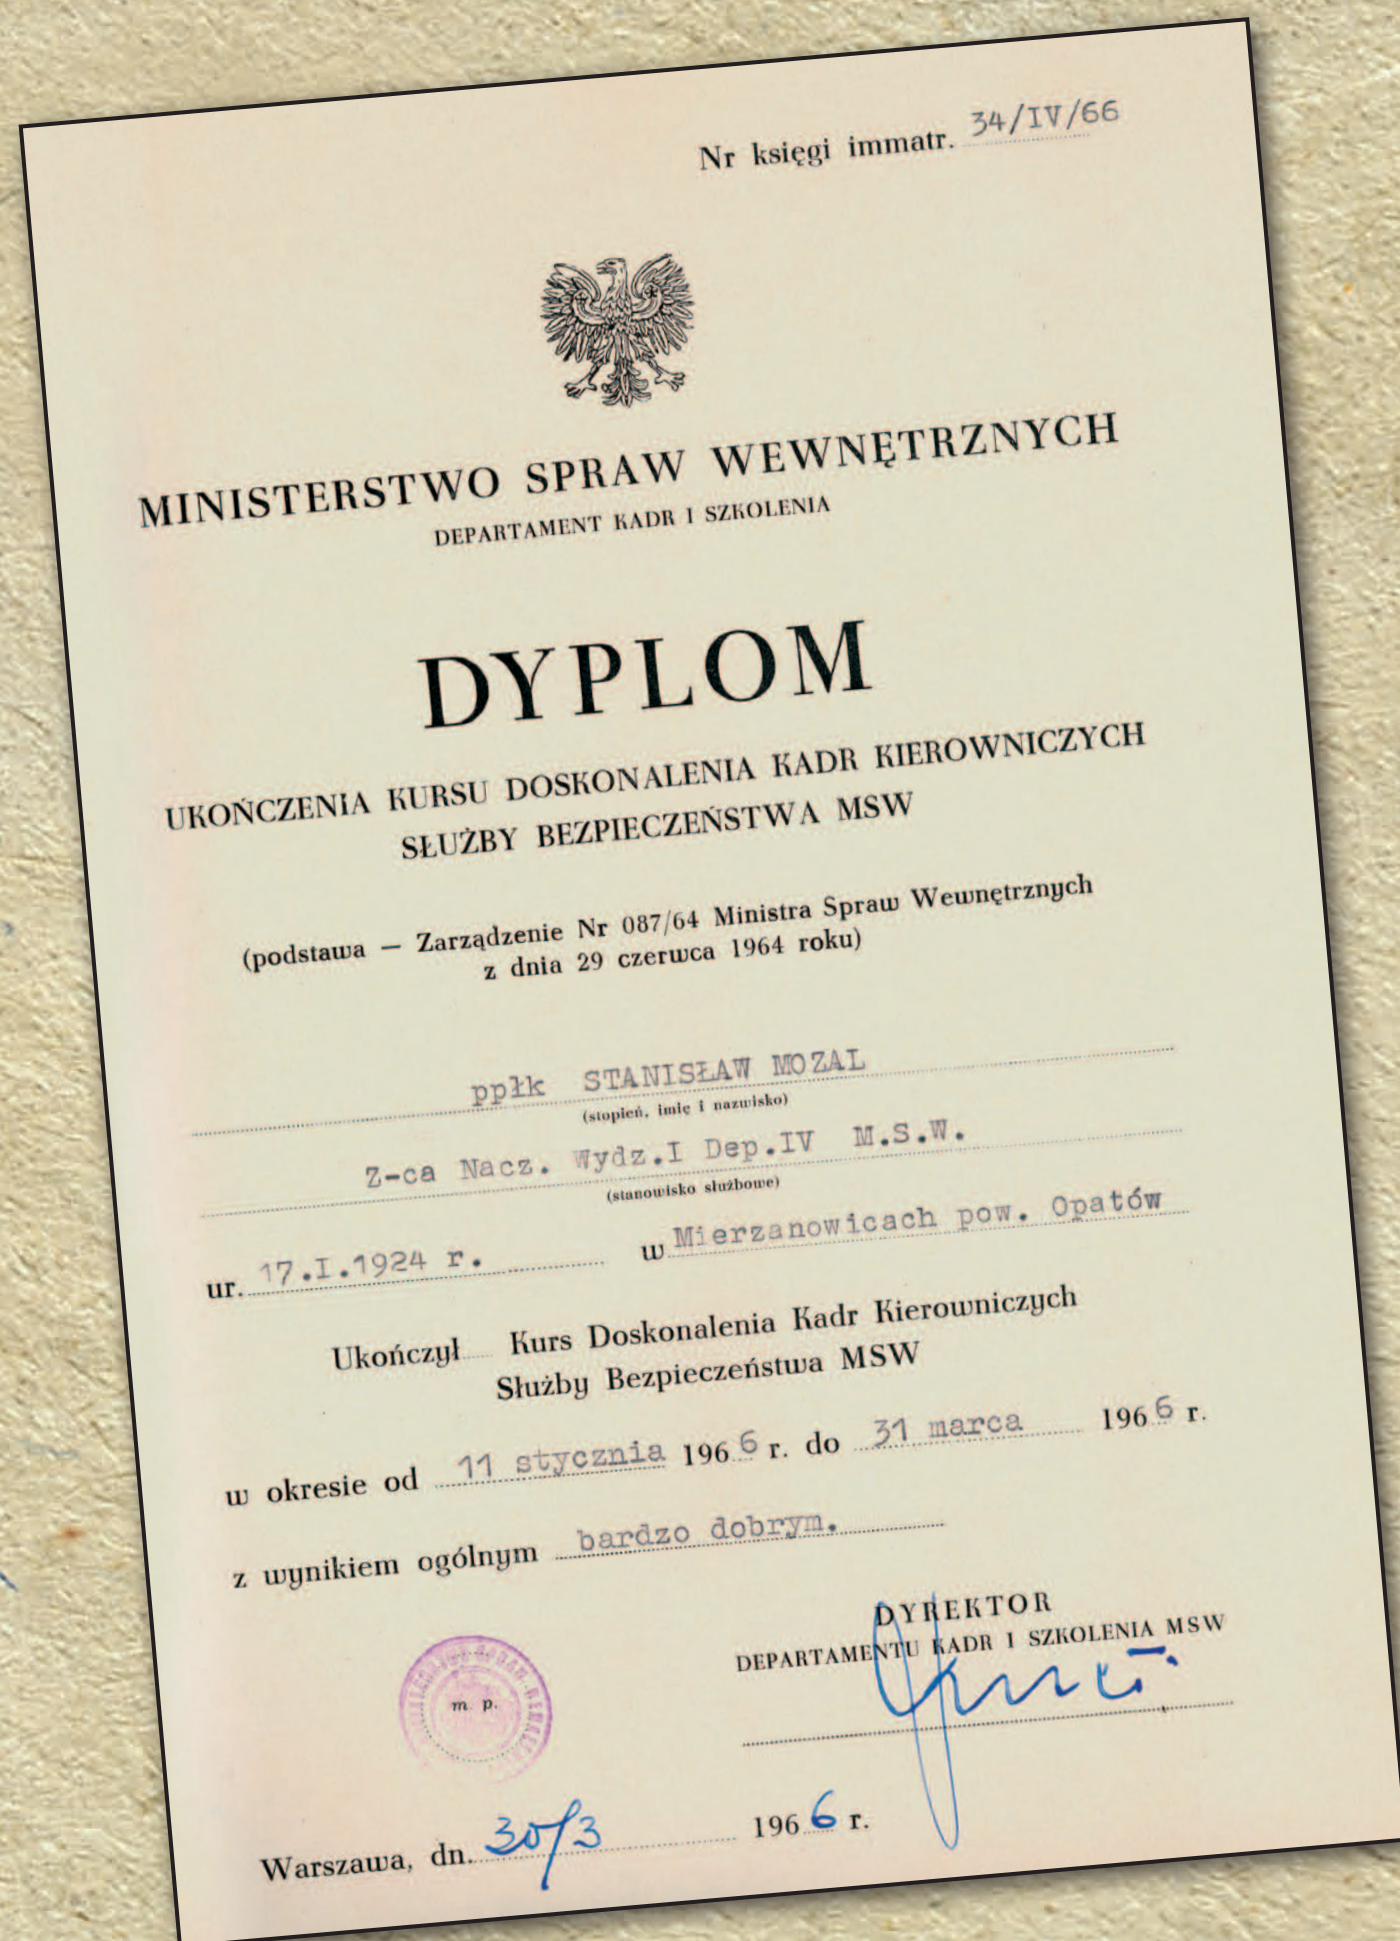 Nr księgi immatr. 34/IV/66
MINISTERSTWO SPRAW WEWNĘTRZNYCH
DEPARTAMENT KADR I SZKOLENIA
DYPLOM
UKOŃCZENIA KURSU DOSKONALENIA KADR KIEROWNICZYCH
SŁUŻBY BEZPIECZEŃSTWA MSW
(podstawa — Zarządzenie Nr 087/64 Ministra Spraw Wewnętrznych
z dnia 29 czerwca 1964 roku)
ppłk STANISŁAW MOZAL
(stopień, imię i nazwisko)
Z-ca Nacz. Wydz.I Dep.IV M.S.W.
(stanowisko służbowe)
ur. 17.I.1924 r. w Mierzanowicach pow. Opatów
Ukończył Kurs Doskonalenia Kadr Kierowniczych
Służby Bezpieczeństwa MSW
w okresie od 11 stycznia 1966 r. do 31 marca 1966 r.
z wynikiem ogólnym bardzo dobrym.
DYREKTOR
DEPARTAMENTU KADR I SZKOLENIA MSW
m. p.
Warszawa, dn. 30/3 1966 r.